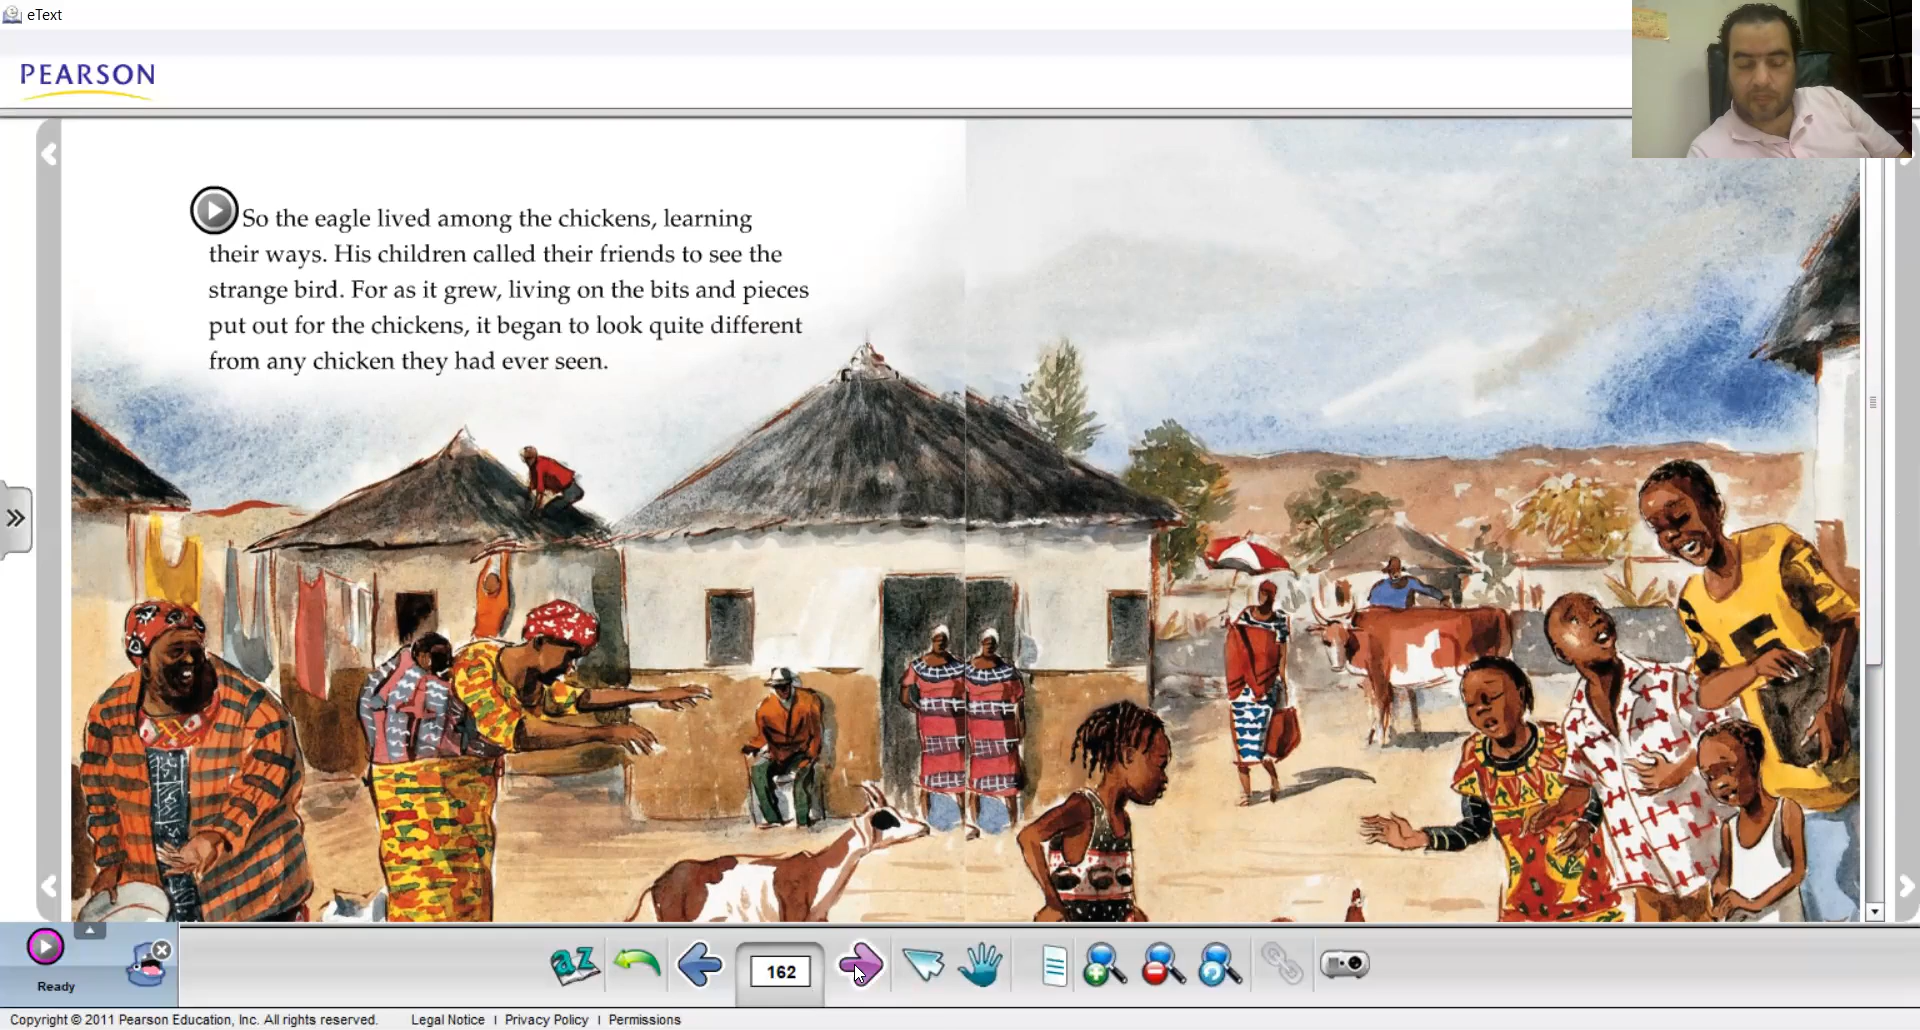 eText
PEARSON
So the eagle lived among the chickens, learning
their ways. His children called their friends to see the
strange bird. For as it grew, living on the bits and pieces
put out for the chickens, it began to look quite different
from any chicken they had ever seen.
az
162
Ready
Copyright © 2011 Pearson Education, Inc. All rights reserved. Legal Notice | Privacy Policy | Permissions